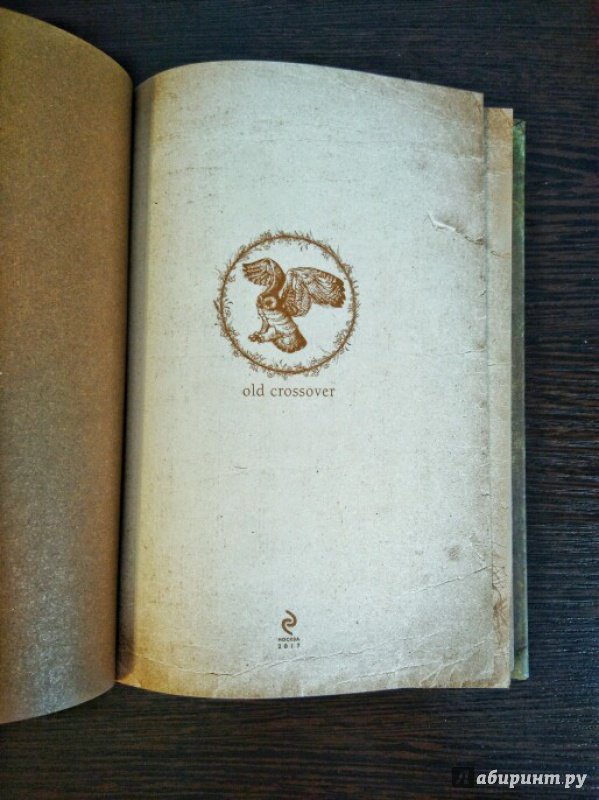 old crossover
МОСКВА
2017
Лабиринт.ру